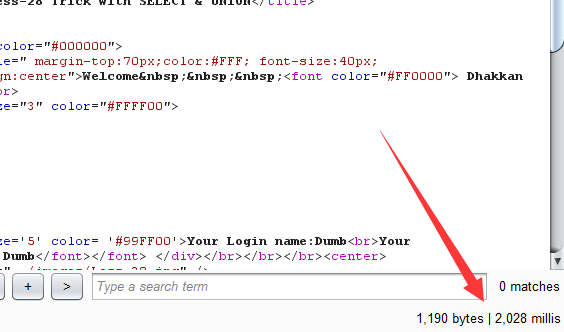 ess-28 Trick with SELECT & UNION</title>
color="#000000">
le=" margin-top:70px;color:#FFF; font-size:40px;
gn:center">Welcome&nbsp;&nbsp;&nbsp;<font color="#FF0000"> Dhakkan
or>
ze="3" color="#FFFF00">
ze='5' color= '#99FF00'>Your Login name:Dumb<br>Your
Dumb</font></font> </div></br></br></br><center>
+ > Type a search term 0 matches
1,190 bytes | 2,028 millis